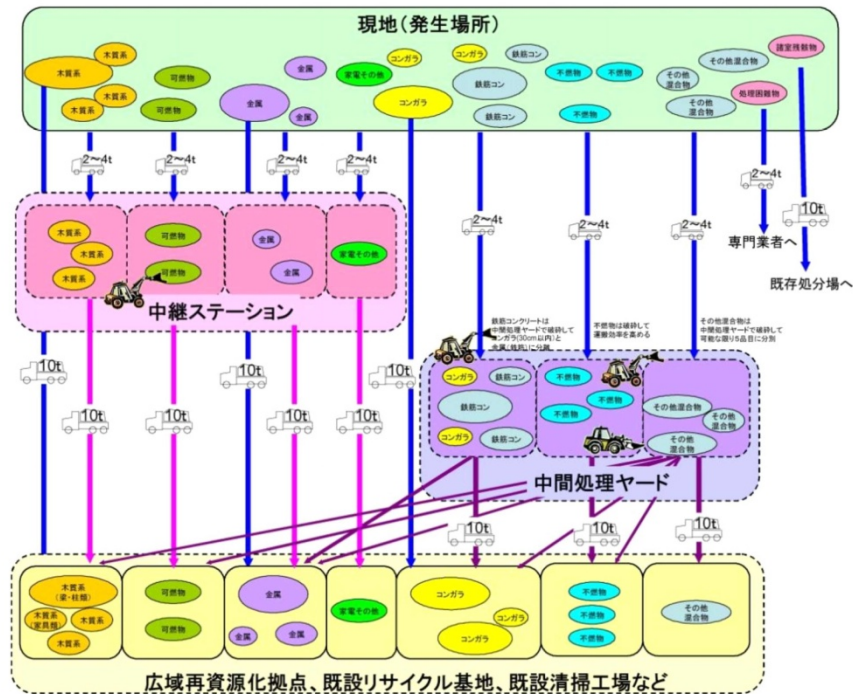 現地（発生場所）
木質系
木質系
木質系
木質系
可燃物
可燃物
金属
金属
金属
家電その他
コンガラ
コンガラ
コンガラ
鉄筋コン
鉄筋コン
鉄筋コン
不燃物
不燃物
不燃物
その他混合物
その他
混合物
その他
混合物
諸室残骸物
処理困難物
2～4t
2～4t
2～4t
2～4t
2～4t
2～4t
2～4t
2～4t
10t
専門業者へ
既存処分場へ
木質系
木質系
木質系
可燃物
可燃物
金属
金属
家電その他
中継ステーション
鉄筋コンクリートは
中間処理ヤードで破砕して
コンガラ(30cm以内)と
金属(鉄筋)に分離
不燃物は破砕して
運搬効率を高める
その他混合物は
中間処理ヤードで破砕して
可能な限り5品目に分別
10t
10t
10t
10t
10t
10t
10t
コンガラ
鉄筋コン
鉄筋コン
コンガラ
鉄筋コン
不燃物
不燃物
不燃物
その他混合物
その他
混合物
その他
混合物
中間処理ヤード
10t
10t
10t
木質系
(梁・柱類)
木質系
(家具類)
木質系
木質系
可燃物
可燃物
金属
金属
金属
家電その他
コンガラ
コンガラ
コンガラ
不燃物
不燃物
不燃物
その他
混合物
広域再資源化拠点、既設リサイクル基地、既設清掃工場など